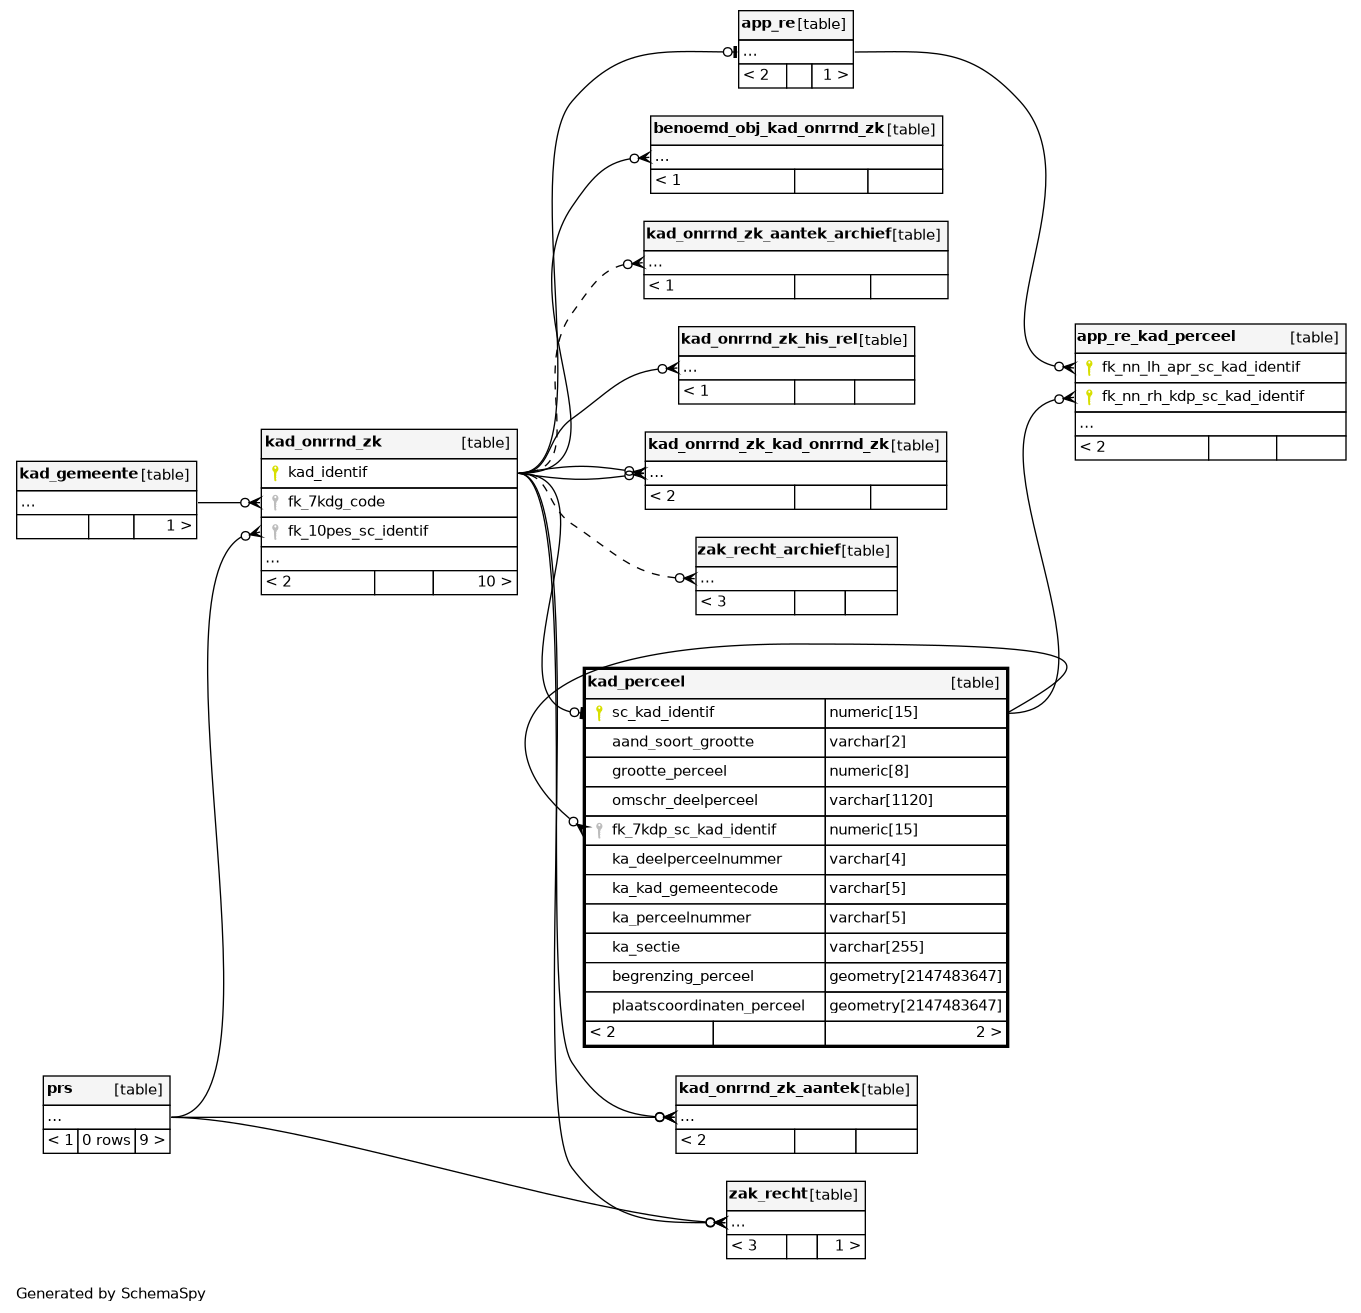 app_re [table]
...
< 2 1 >
benoemd_obj_kad_onrrnd_zk [table]
...
< 1
kad_onrrnd_zk_aantek_archief [table]
...
< 1
kad_onrrnd_zk_his_rel [table]
...
< 1
app_re_kad_perceel [table]
fk_nn_lh_apr_sc_kad_identif
fk_nn_rh_kdp_sc_kad_identif
...
< 2
kad_onrrnd_zk [table]
kad_identif
fk_7kdg_code
fk_10pes_sc_identif
...
< 2 10 >
kad_onrrnd_zk_kad_onrrnd_zk [table]
...
< 2
kad_gemeente [table]
...
1 >
zak_recht_archief [table]
...
< 3
kad_perceel [table]
sc_kad_identif numeric[15]
aand_soort_grootte varchar[2]
grootte_perceel numeric[8]
omschr_deelperceel varchar[1120]
fk_7kdp_sc_kad_identif numeric[15]
ka_deelperceelnummer varchar[4]
ka_kad_gemeentecode varchar[5]
ka_perceelnummer varchar[5]
ka_sectie varchar[255]
begrenzing_perceel geometry[2147483647]
plaatscoordinaten_perceel geometry[2147483647]
< 2 2 >
prs [table]
...
< 1 0 rows 9 >
kad_onrrnd_zk_aantek [table]
...
< 2
zak_recht [table]
...
< 3 1 >
Generated by SchemaSpy